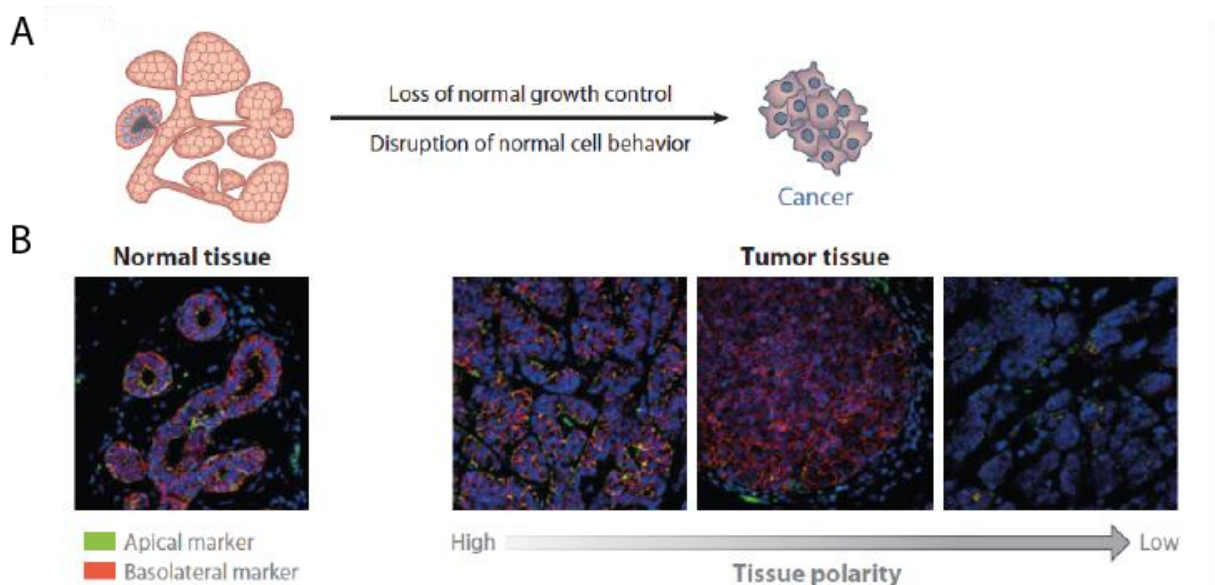 A
Loss of normal growth control
Disruption of normal cell behavior
Cancer
B
Normal tissue
Tumor tissue
Apical marker
Basolateral marker
High
Low
Tissue polarity